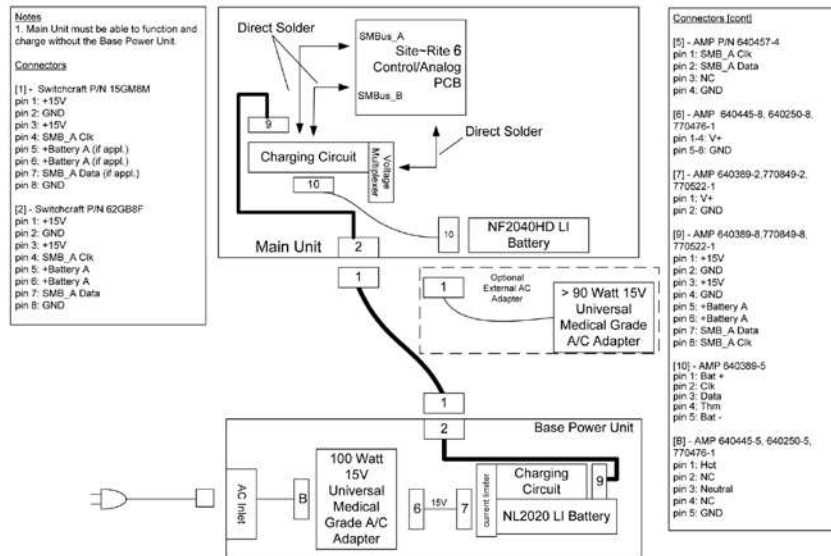 Notes
1. Main Unit must be able to function and
charge without the Base Power Unit.
Connectors
[1] - Switchcraft P/N 15GM8M
pin 1: +15V
pin 2: GND
pin 3: +15V
pin 4: SMB_A Clk
pin 5: +Battery A (if appl.)
pin 6: +Battery A (if appl.)
pin 7: SMB_A Data (if appl.)
pin 8: GND
[2] - Switchcraft P/N 62GB8F
pin 1: +15V
pin 2: GND
pin 3: +15V
pin 4: SMB_A Clk
pin 5: +Battery A
pin 6: +Battery A
pin 7: SMB_A Data
pin 8: GND
Direct Solder
SMBus_A
SMBus_B
Site~Rite 6
Control/Analog
PCB
9
Direct Solder
Charging Circuit
Voltage
Multiplexer
10
10
NF2040HD LI
Battery
Main Unit
2
1
Optional
External AC
Adapter
1
> 90 Watt 15V
Universal
Medical Grade
A/C Adapter
1
2
Base Power Unit
AC Inlet
B
100 Watt
15V
Universal
Medical
Grade A/C
Adapter
6
15V
7
current limiter
Charging
Circuit
9
NL2020 LI Battery
Connectors [cont]
[5] - AMP P/N 640457-4
pin 1: SMB_A Clk
pin 2: SMB_A Data
pin 3: NC
pin 4: GND
[6] - AMP 640445-8, 640250-8,
770476-1
pin 1-4: V+
pin 5-8: GND
[7] - AMP 640389-2,770849-2,
770522-1
pin 1: V+
pin 2: GND
[9] - AMP 640389-8,770849-8,
770522-1
pin 1: +15V
pin 2: GND
pin 3: +15V
pin 4: GND
pin 5: +Battery A
pin 6: +Battery A
pin 7: SMB_A Data
pin 8: SMB_A Clk
[10] - AMP 640389-5
pin 1: Bat +
pin 2: Clk
pin 3: Data
pin 4: Thm
pin 5: Bat -
[B] - AMP 640445-5, 640250-5,
770476-1
pin 1: Hot
pin 2: NC
pin 3: Neutral
pin 4: NC
pin 5: GND